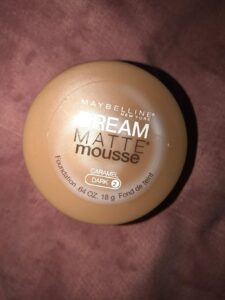 MAYBELLINE
NEW YORK
DREAM
MATTE
mousse
CARAMEL
DARK 2
Foundation Fond de teint
.64 OZ. 18 g